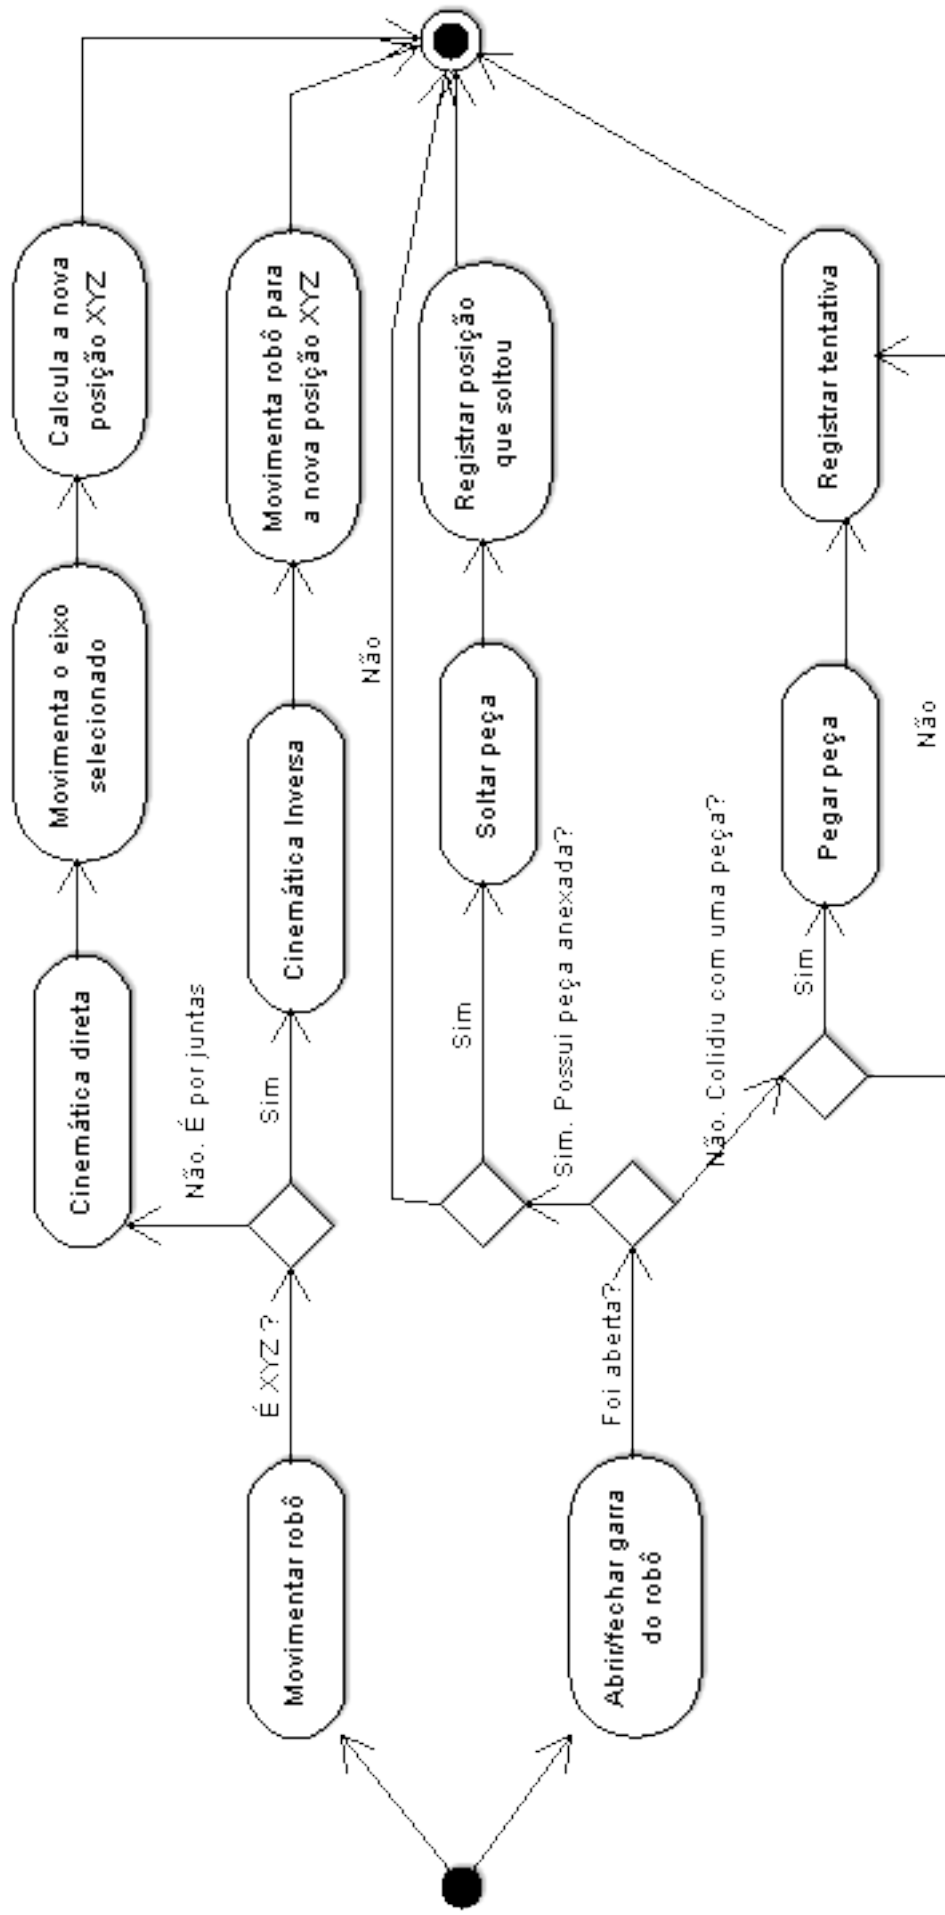 Calcula a nova
posição XYZ
Movimenta o eixo
selecionado
Cinemática direta
Não. É por juntas
Movimenta robô para
a nova posição XYZ
Cinemática Inversa
Sim
É XYZ ?
Movimentar robô
Não
Registrar posição
que soltou
Soltar peça
Sim
Sim. Possui peça anexada?
Foi aberta?
Abrir/fechar garra
do robô
Não. Colidiu com uma peça?
Registrar tentativa
Pegar peça
Sim
Não